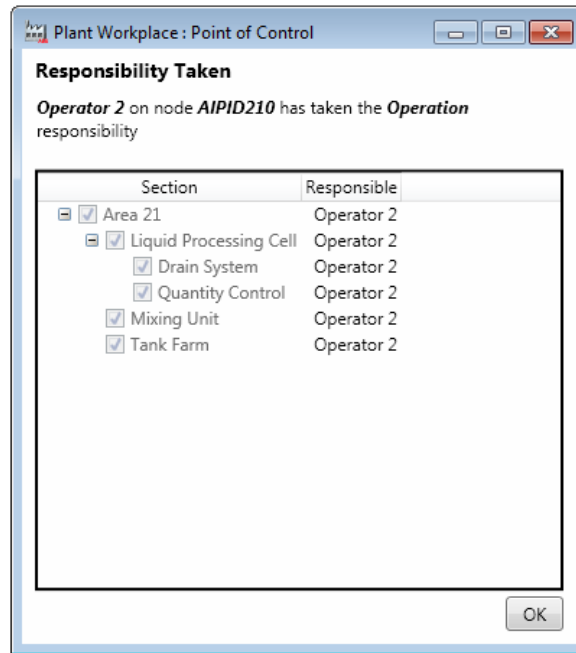 Plant Workplace : Point of Control
Responsibility Taken
Operator 2 on node AIPID210 has taken the Operation
responsibility
Section Responsible
Area 21 Operator 2
Liquid Processing Cell Operator 2
Drain System Operator 2
Quantity Control Operator 2
Mixing Unit Operator 2
Tank Farm Operator 2
OK